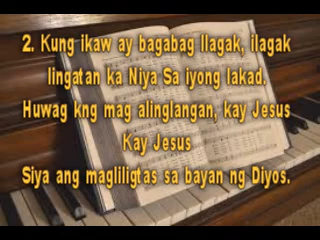 2. Kung ikaw ay bagabag Ilagak, ilagak
lingatan ka Niya Sa iyong lakad.
Huwag kng mag alinglangan, kay Jesus
Kay Jesus
Siya ang magliligtas sa bayan ng Diyos.